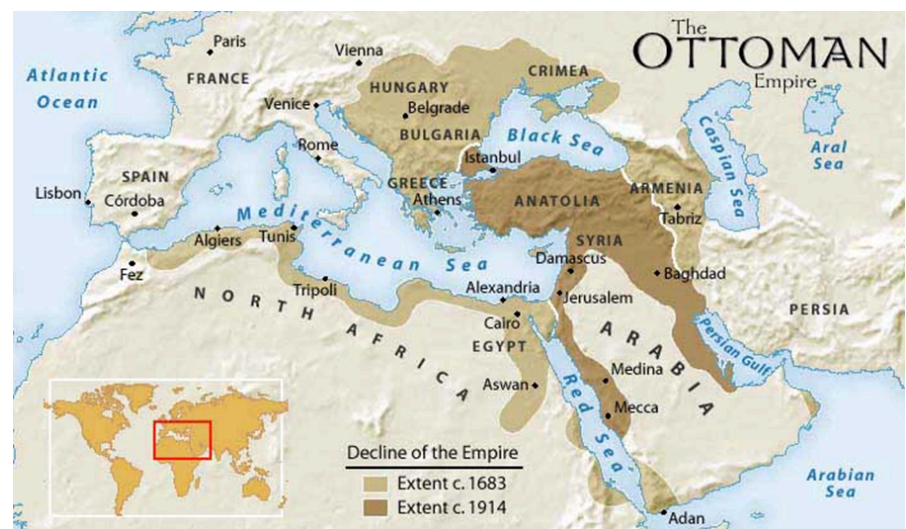 The
OTTOMAN
Empire
Atlantic
Ocean
Paris
FRANCE
Vienna
HUNGARY
Belgrade
CRIMEA
Venice
BULGARIA
Black Sea
Caspian Sea
Aral
Sea
Rome
Istanbul
SPAIN
Lisbon
Córdoba
GREECE
Athens
ANATOLIA
ARMENIA
Tabriz
Mediterranean Sea
Algiers
Tunis
Fez
Tripoli
SYRIA
Damascus
Baghdad
Alexandria
Jerusalem
Cairo
PERSIA
NORTH AFRICA
EGYPT
ARABIA
Persian Gulf
Aswan
Red Sea
Medina
Mecca
Decline of the Empire
Extent c. 1683
Extent c. 1914
Arabian
Sea
Adan